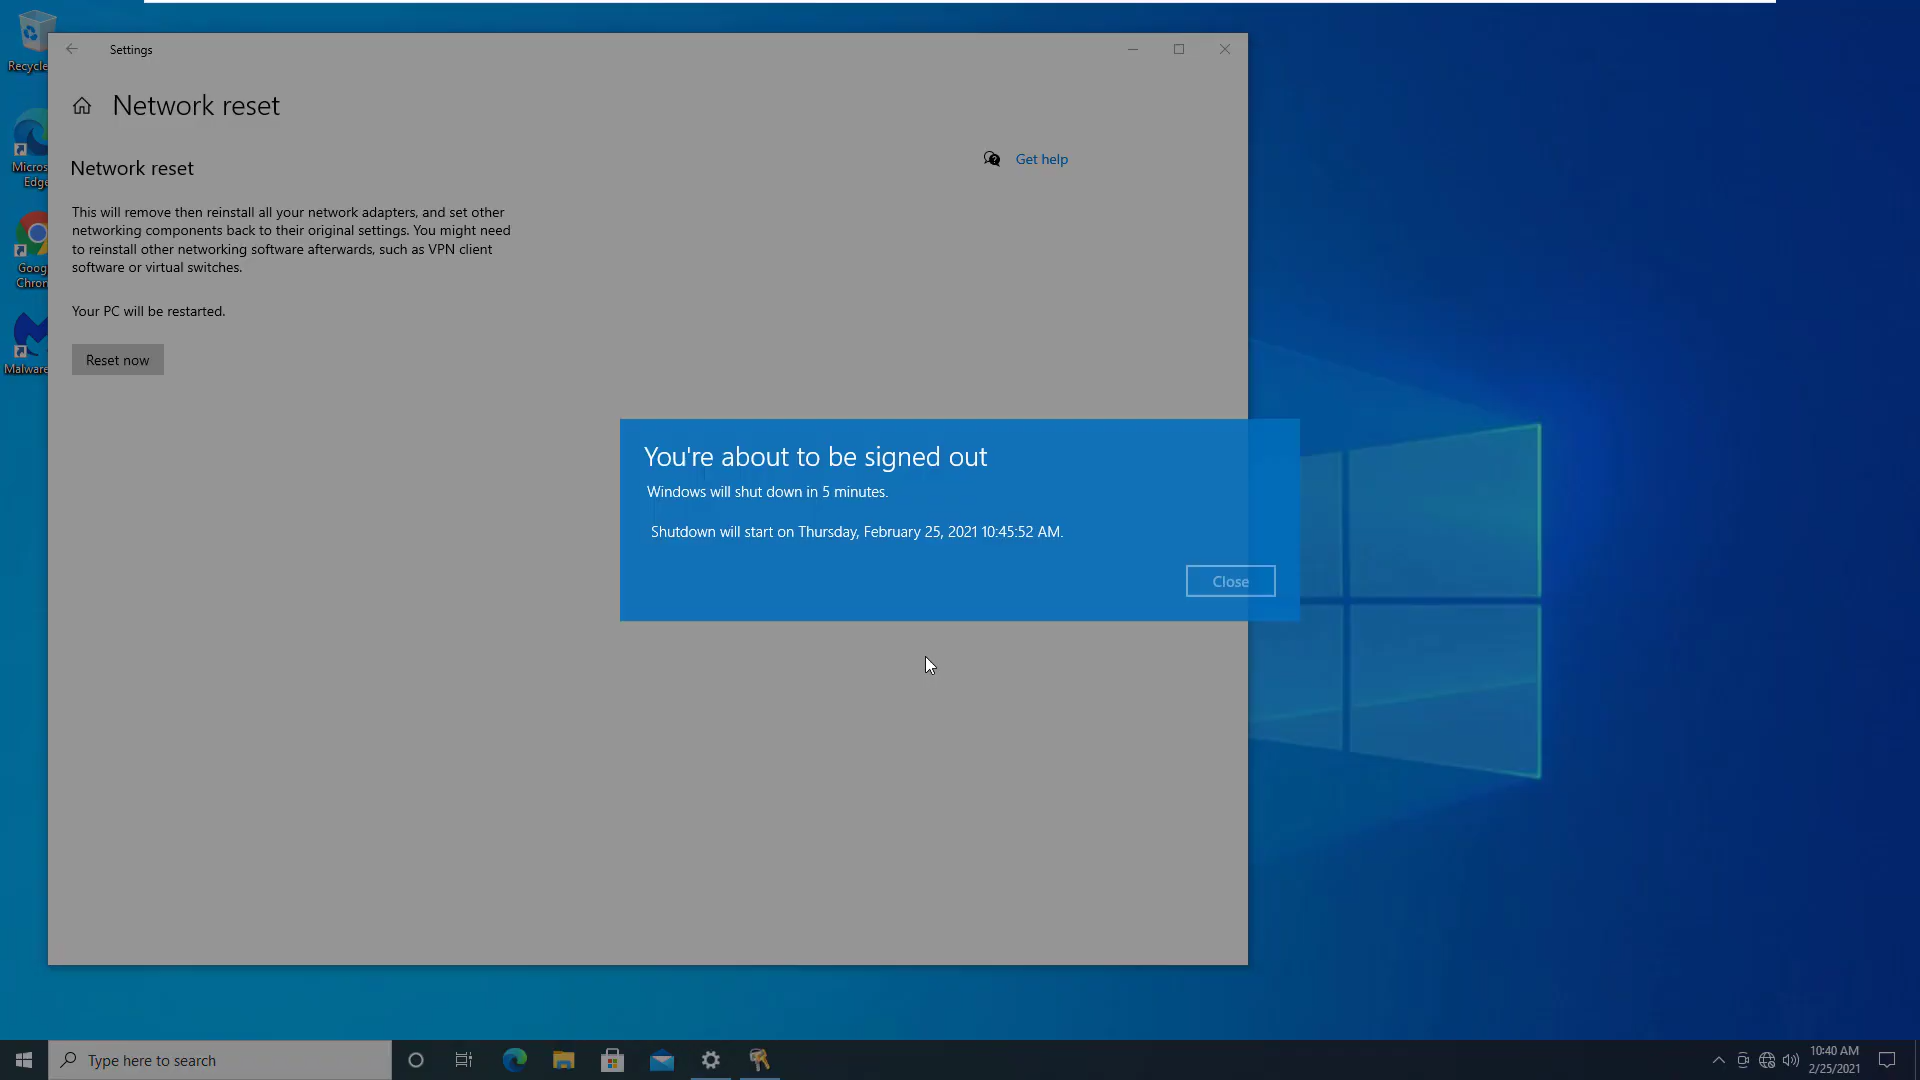 Recycle
Settings
Network reset
Network reset
Get help
Micros
Edge
This will remove then reinstall all your network adapters, and set other
networking components back to their original settings. You might need
to reinstall other networking software afterwards, such as VPN client
software or virtual switches.
Goog
Chrom
Your PC will be restarted.
Reset now
Malware
You're about to be signed out
Windows will shut down in 5 minutes.
Shutdown will start on Thursday, February 25, 2021 10:45:52 AM.
Close
Type here to search
10:40 AM
2/25/2021